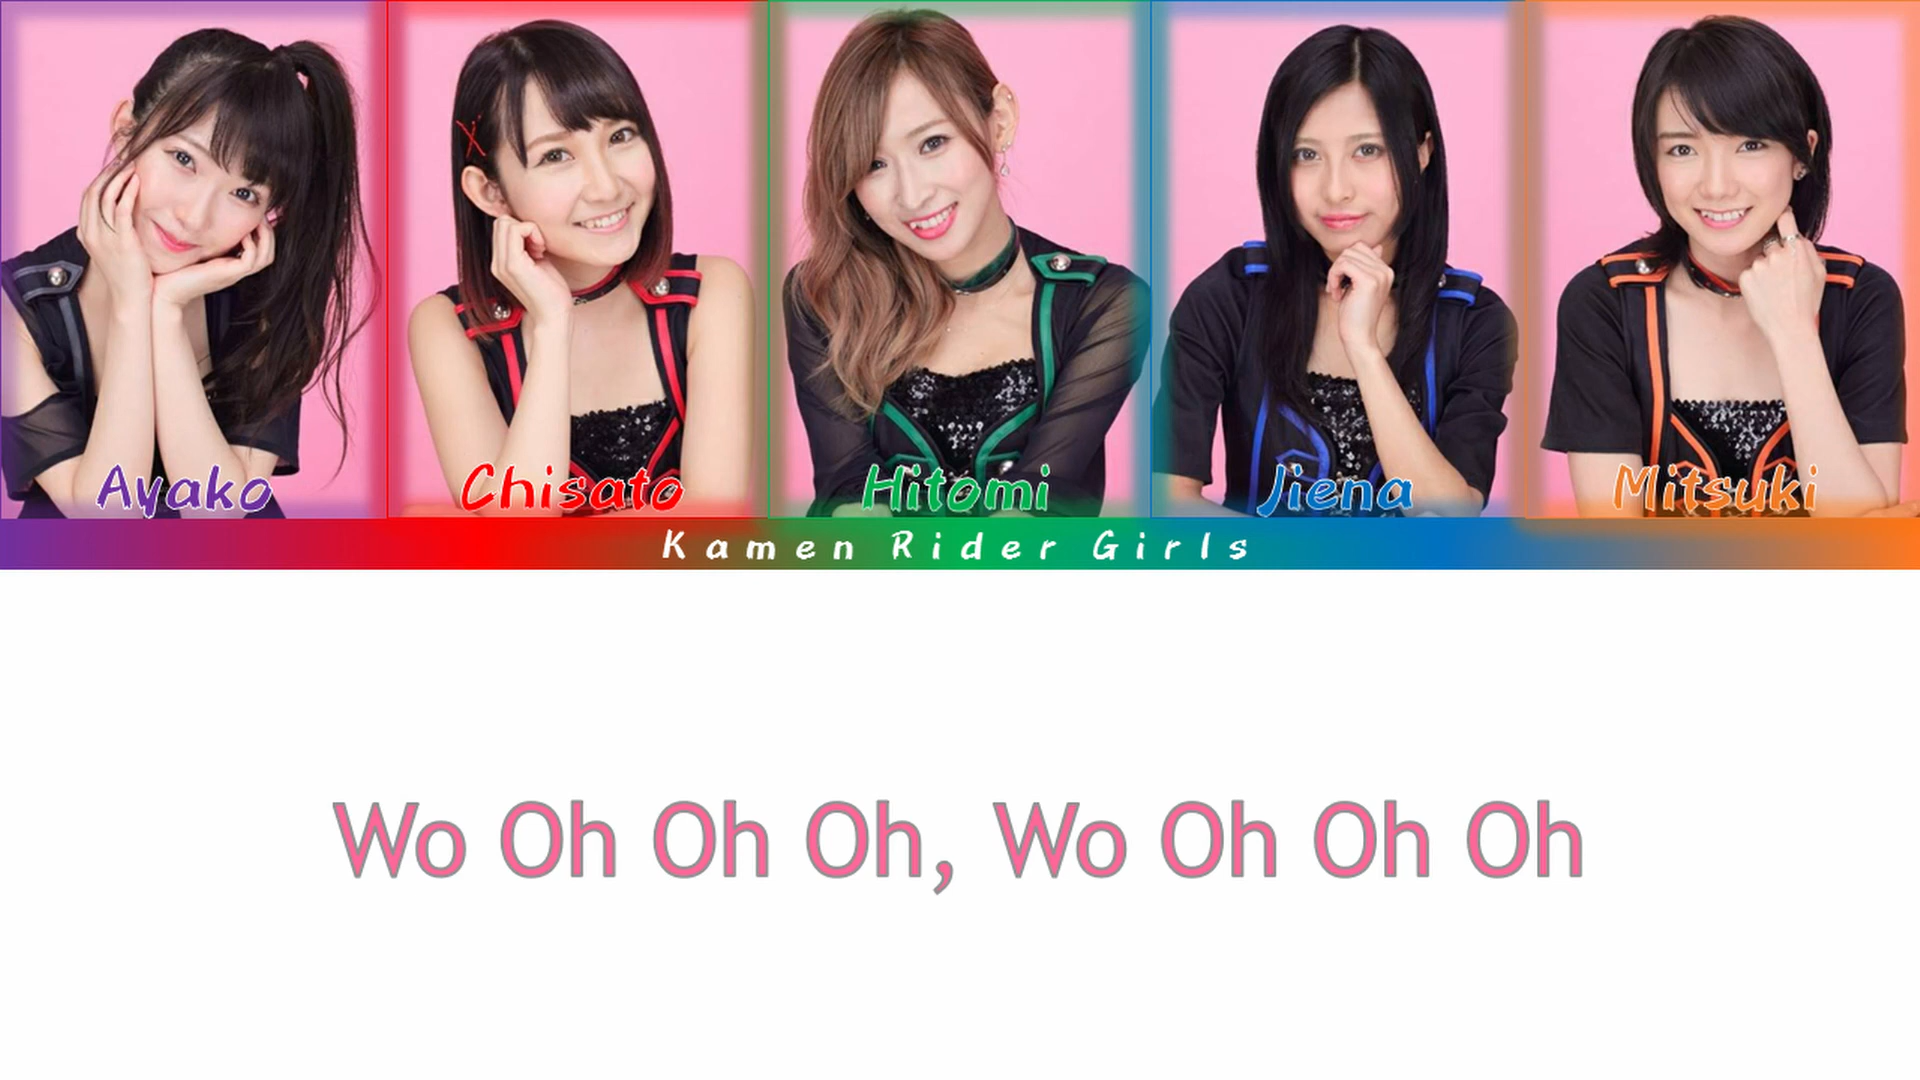 Ayako
Chisato
Hitomi
Jiena
Mitsuki
Kamen Rider Girls
Wo Oh Oh Oh, Wo Oh Oh Oh